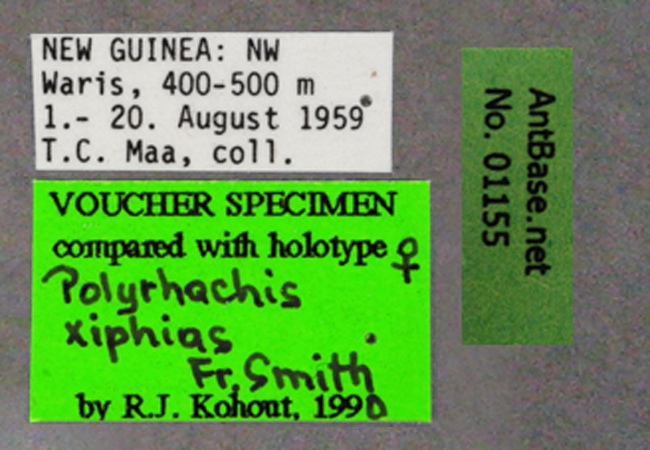 NEW GUINEA: NW
Waris, 400-500 m
1.- 20. August 1959
T.C. Maa, coll.
VOUCHER SPECIMEN
compared with holotype ♀
Polyrhachis
xiphias
Fr. Smith
by R.J. Kohout, 1990
AntBase.net
No. 01155